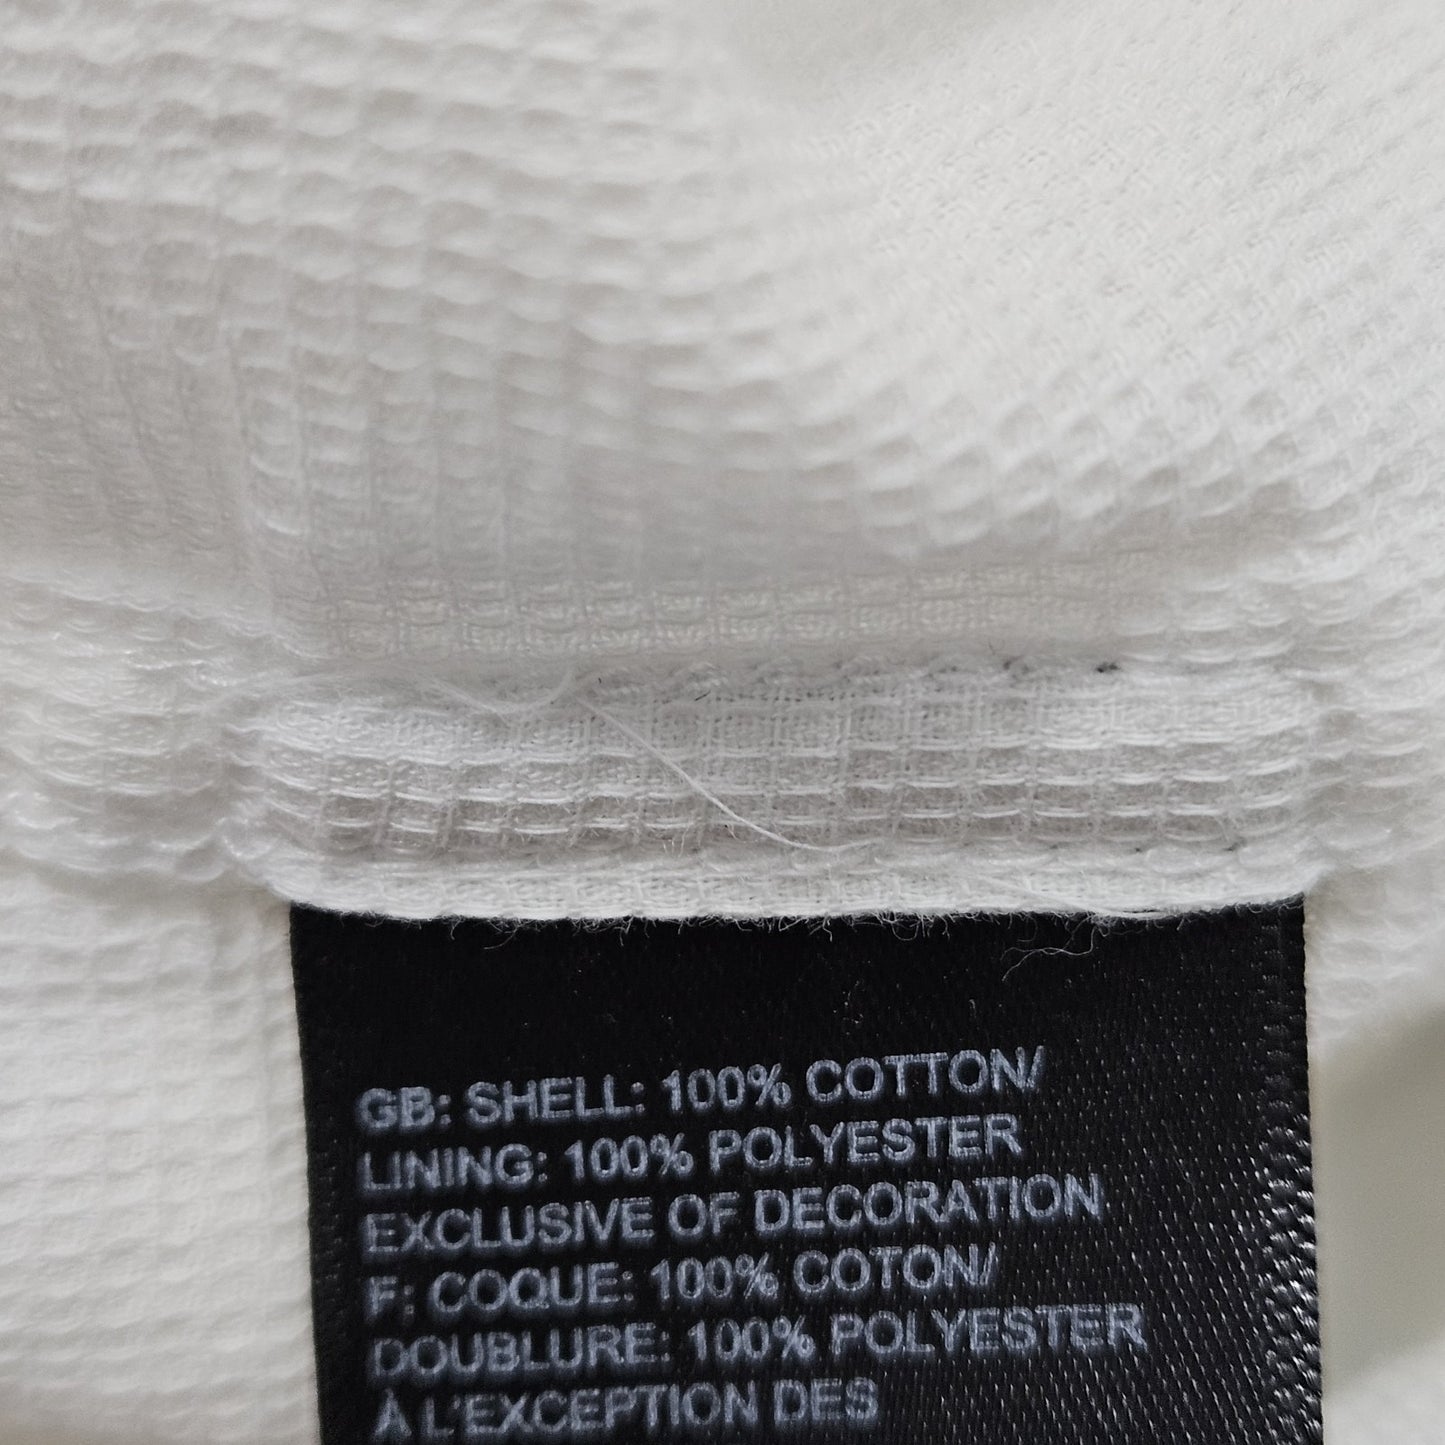 GB: SHELL: 100% COTTON/
LINING: 100% POLYESTER
EXCLUSIVE OF DECORATION
F: COQUE: 100% COTON/
DOUBLURE: 100% POLYESTER
À L'EXCEPTION DES